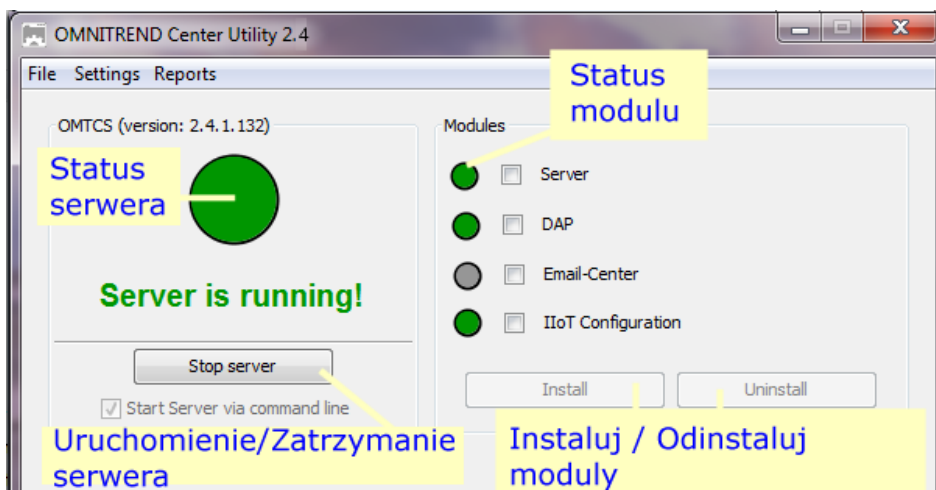 OMNITREND Center Utility 2.4
File Settings Reports
Status
modulu
OMTCS (version: 2.4.1.132)
Modules
Status
serwera
Server
DAP
Email-Center
IIoT Configuration
Server is running!
Stop server
Start Server via command line
Install
Uninstall
Uruchomienie/Zatrzymanie
serwera
Instaluj / Odinstaluj
moduly